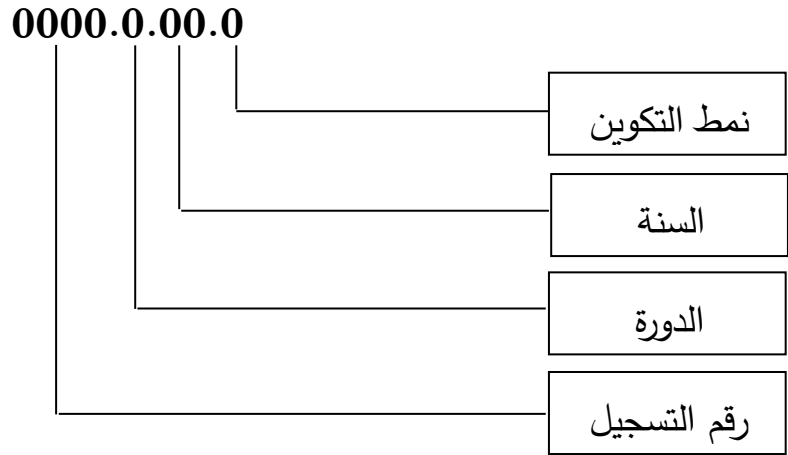 0000.0.00.0
نمط التكوين
السنة
الدورة
رقم التسجيل